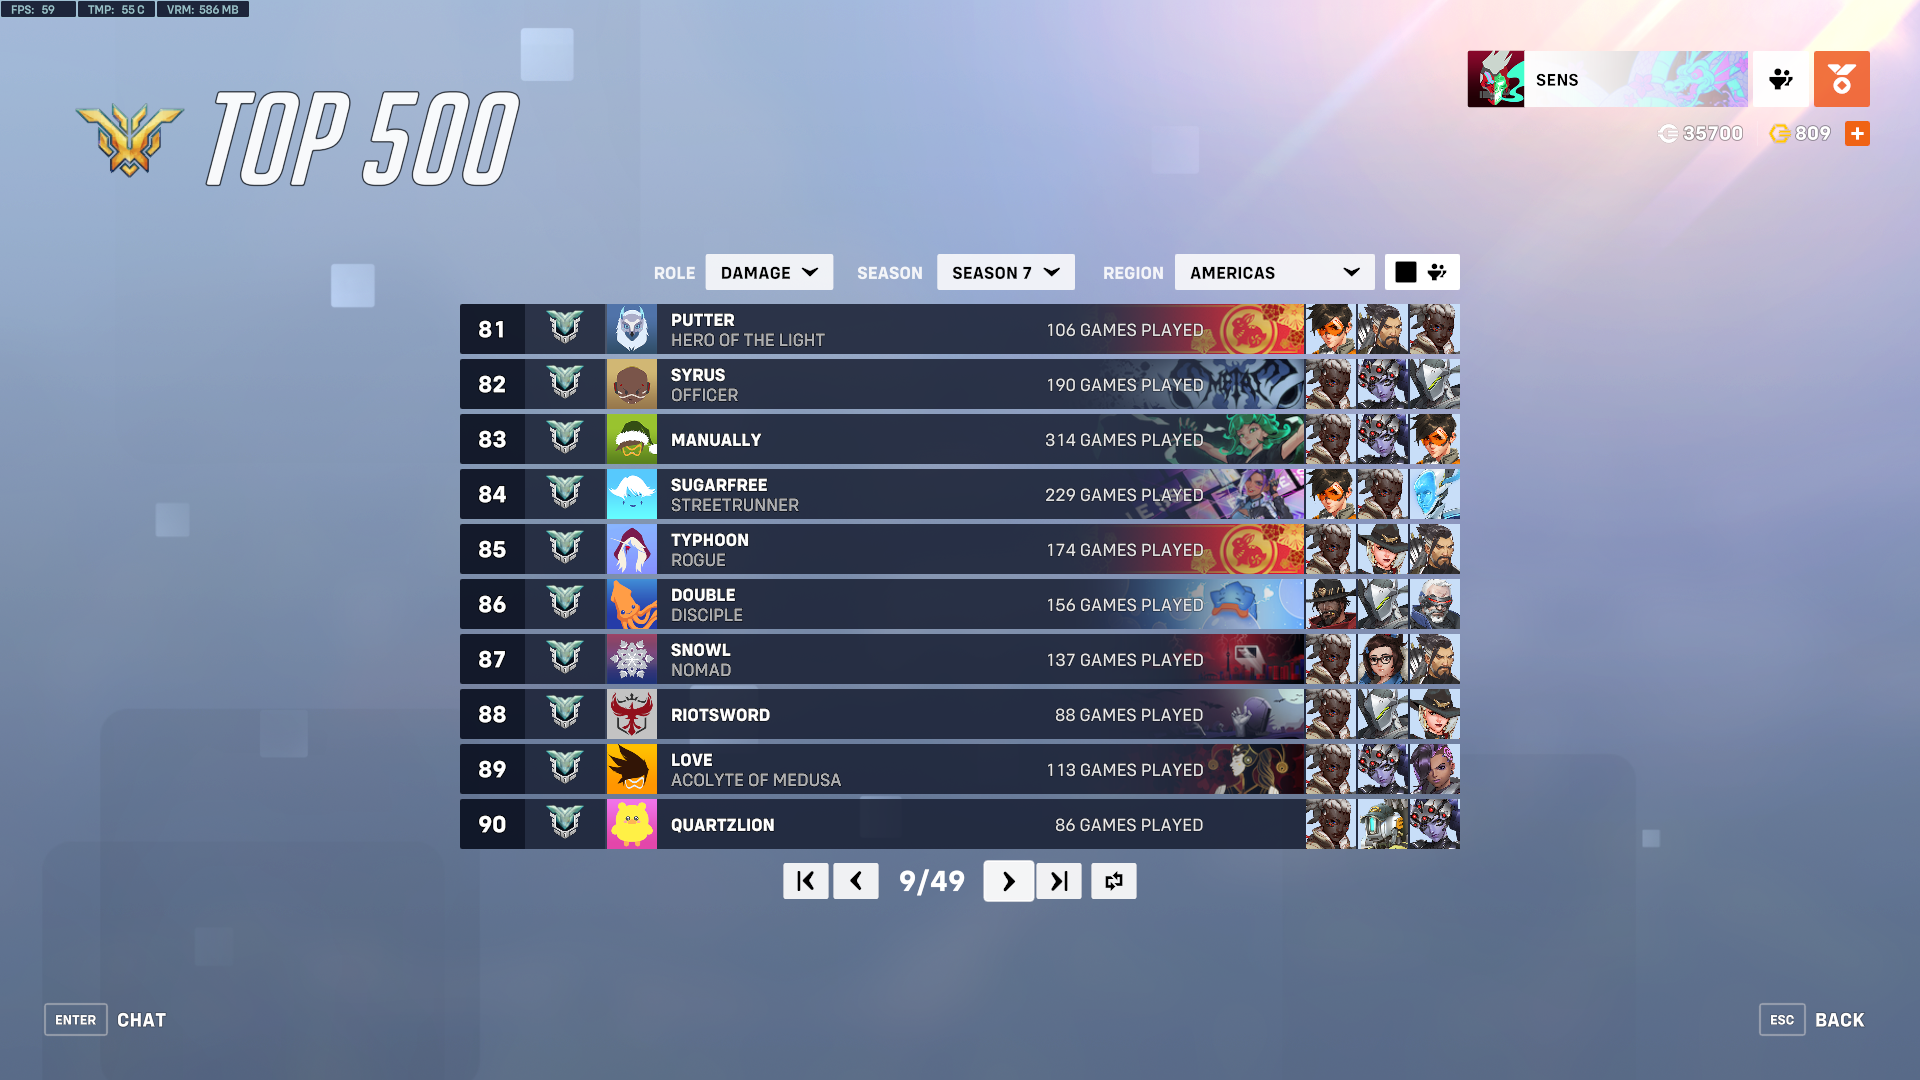 FPS: 59 TMP: 55 C VRM: 586 MB
TOP 500
SENS
35700 809
ROLE DAMAGE SEASON SEASON 7 REGION AMERICAS
81 PUTTER
HERO OF THE LIGHT
106 GAMES PLAYED
82 SYRUS
OFFICER
190 GAMES PLAYED
83 MANUALLY
314 GAMES PLAYED
84 SUGARFREE
STREETRUNNER
229 GAMES PLAYED
85 TYPHOON
ROGUE
174 GAMES PLAYED
86 DOUBLE
DISCIPLE
156 GAMES PLAYED
87 SNOWL
NOMAD
137 GAMES PLAYED
88 RIOTSWORD
88 GAMES PLAYED
89 LOVE
ACOLYTE OF MEDUSA
113 GAMES PLAYED
90 QUARTZLION
86 GAMES PLAYED
9/49
ENTER CHAT
ESC BACK